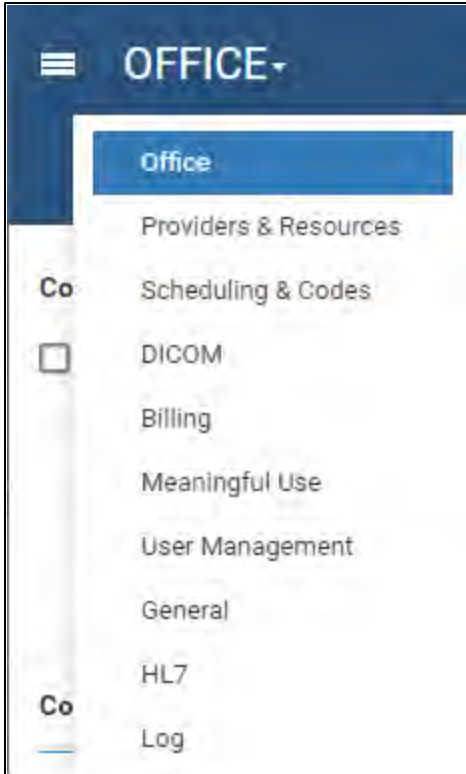 OFFICE
Office
Providers & Resources
Co
Scheduling & Codes
DICOM
Billing
Meaningful Use
User Management
General
HL7
Co
Log